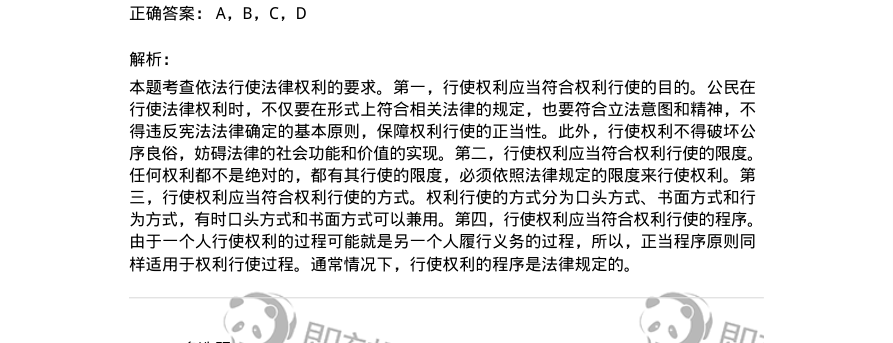 正确答案： A，B，C，D
解析：
本题考查依法行使法律权利的要求。第一，行使权利应当符合权利行使的目的。公民在
行使法律权利时，不仅要在形式上符合相关法律的规定，也要符合立法意图和精神，不
得违反宪法法律确定的基本原则，保障权利行使的正当性。此外，行使权利不得破坏公
序良俗，妨碍法律的社会功能和价值的实现。第二，行使权利应当符合权利行使的限度。
任何权利都不是绝对的，都有其行使的限度，必须依照法律规定的限度来行使权利。第
三，行使权利应当符合权利行使的方式。权利行使的方式分为口头方式、书面方式和行
为方式，有时口头方式和书面方式可以兼用。第四，行使权利应当符合权利行使的程序。
由于一个人行使权利的过程可能就是另一个人履行义务的过程，所以，正当程序原则同
样适用于权利行使过程。通常情况下，行使权利的程序是法律规定的。